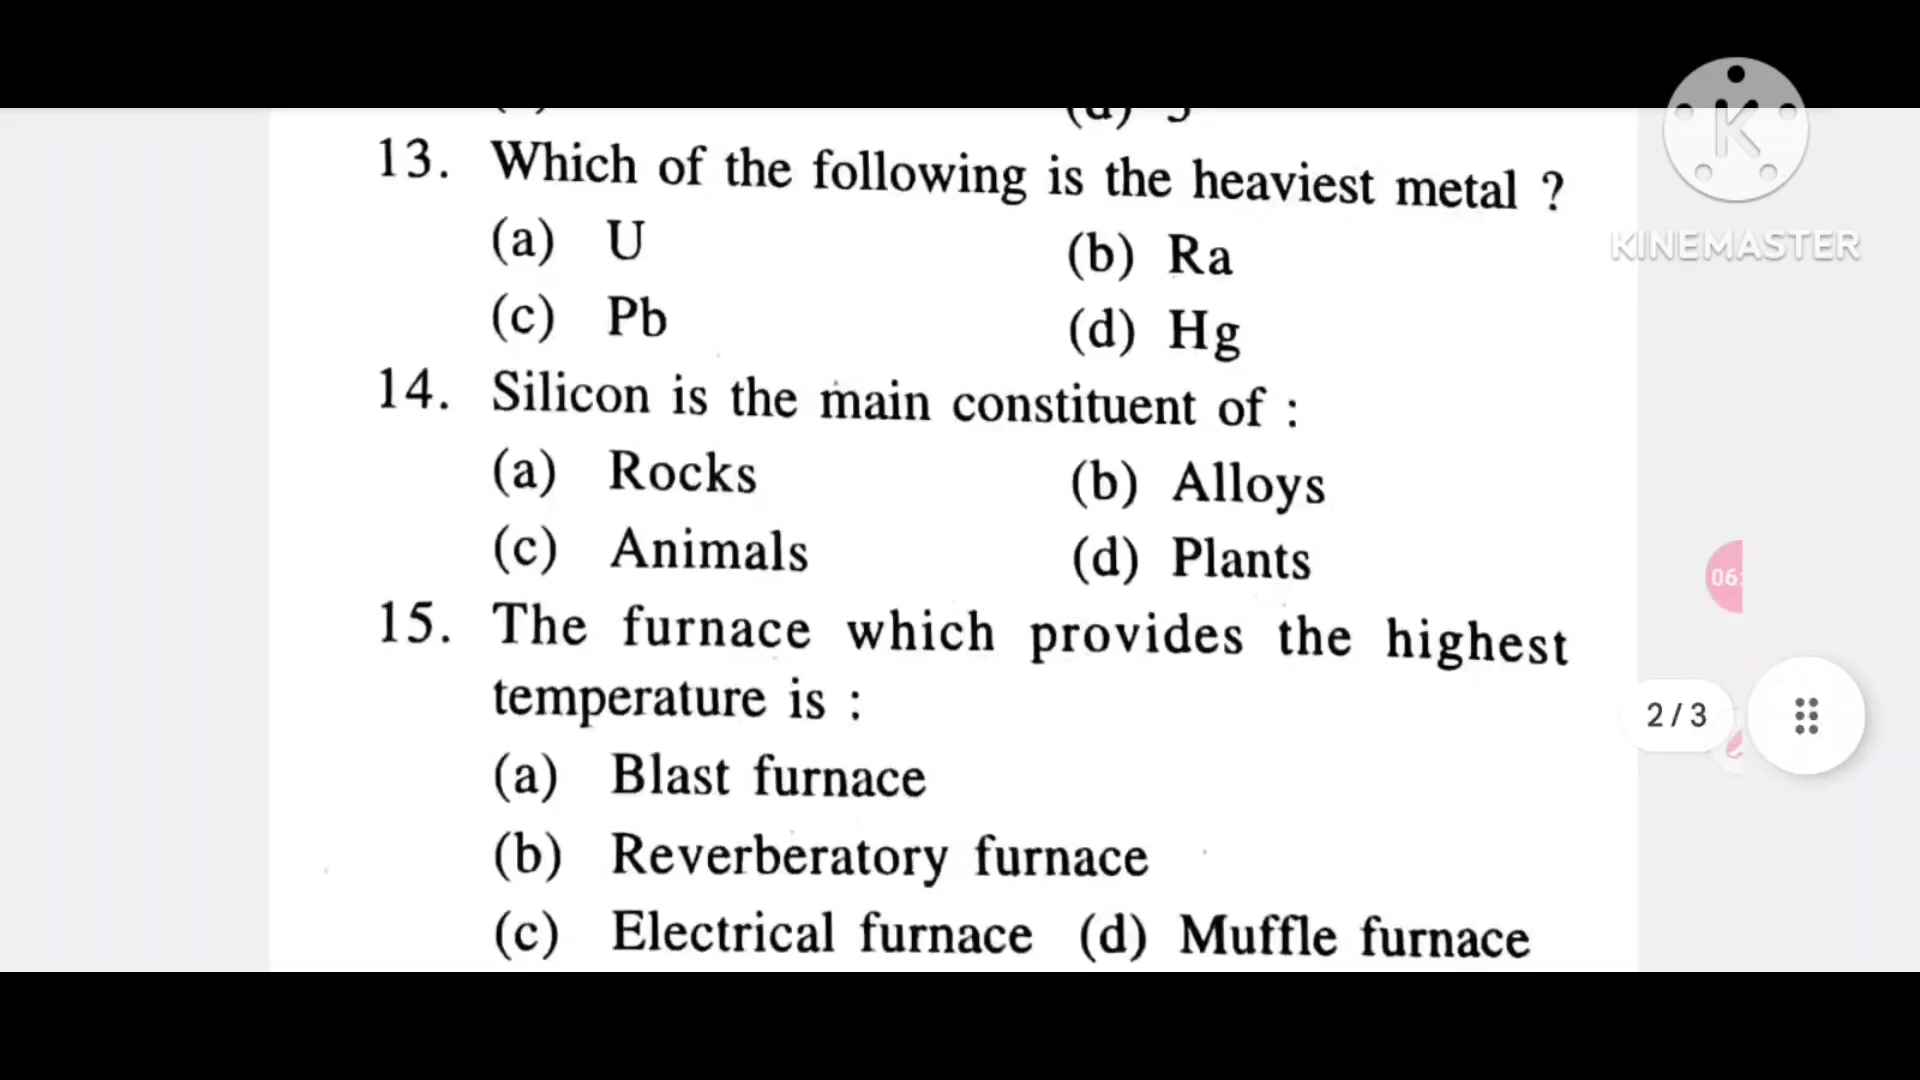 13. Which of the following is the heaviest metal ?
(a) U (b) Ra
(c) Pb (d) Hg
14. Silicon is the main constituent of :
(a) Rocks (b) Alloys
(c) Animals (d) Plants
15. The furnace which provides the highest
temperature is :
(a) Blast furnace
(b) Reverberatory furnace
(c) Electrical furnace (d) Muffle furnace
K
KINEMASTER
06:
2/3